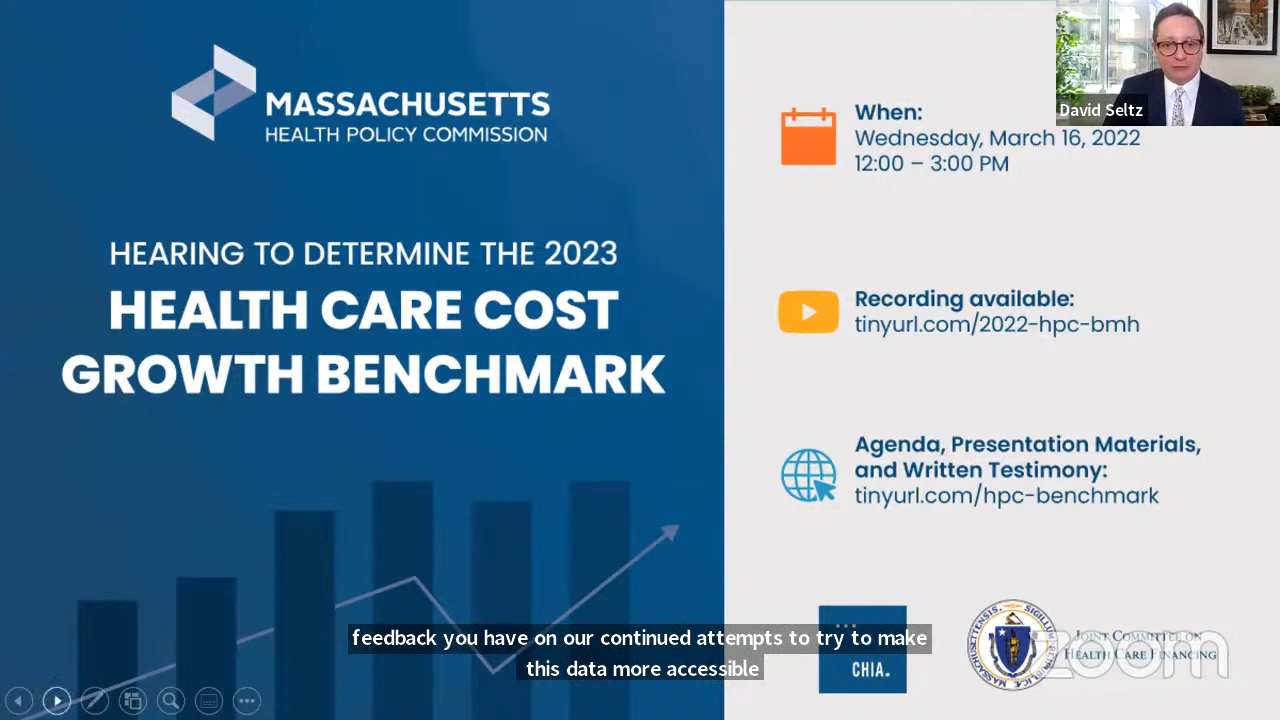 MASSACHUSETTS
HEALTH POLICY COMMISSION
HEARING TO DETERMINE THE 2023
HEALTH CARE COST
GROWTH BENCHMARK
When:
Wednesday, March 16, 2022
12:00 – 3:00 PM
Recording available:
tinyurl.com/2022-hpc-bmh
Agenda, Presentation Materials,
and Written Testimony:
tinyurl.com/hpc-benchmark
David Seltz
feedback you have on our continued attempts to try to make
this data more accessible
CHIA.
JOINT COMMITTEE ON
HEALTH CARE FINANCING
zoom